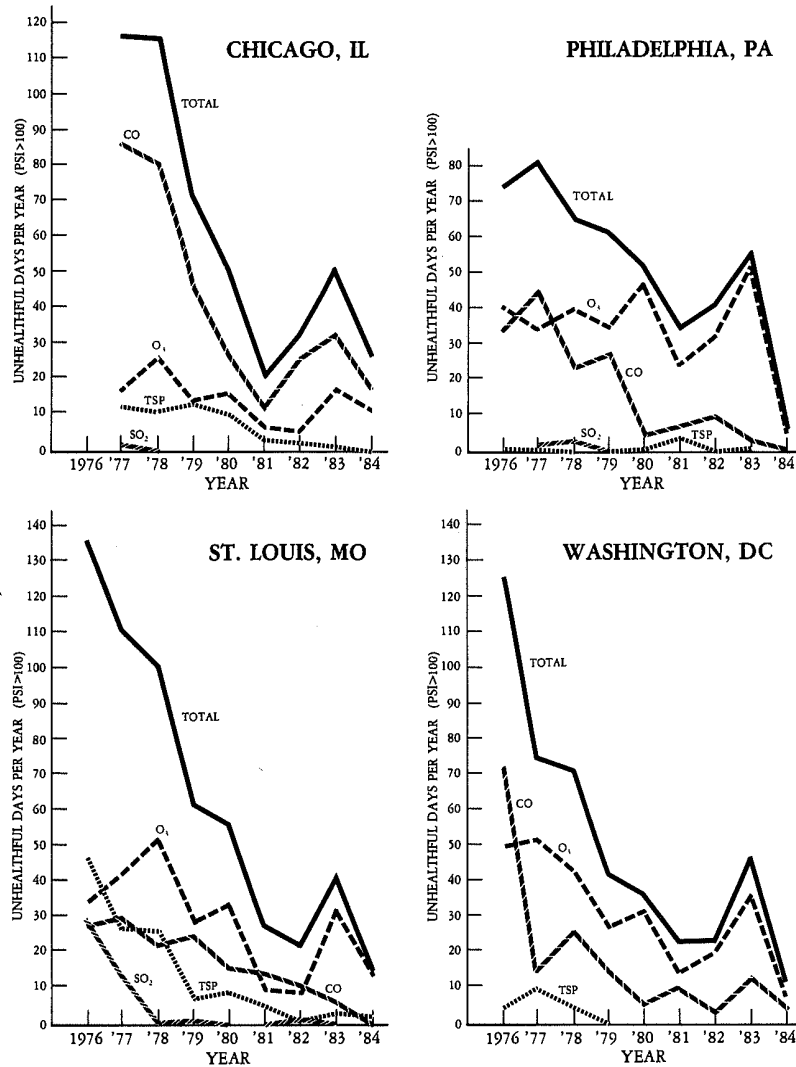 CHICAGO, IL
UNHEALTHFUL DAYS PER YEAR (PSI>100)
120
110
100
90
80
70
60
50
40
30
20
10
0
TOTAL
CO
Ox
TSP
SO2
1976 '77 '78 '79 '80 '81 '82 '83 '84
YEAR
PHILADELPHIA, PA
UNHEALTHFUL DAYS PER YEAR (PSI>100)
80
70
60
50
40
30
20
10
0
TOTAL
Ox
CO
SO2
TSP
1976 '77 '78 '79 '80 '81 '82 '83 '84
YEAR
ST. LOUIS, MO
UNHEALTHFUL DAYS PER YEAR (PSI>100)
140
130
120
110
100
90
80
70
60
50
40
30
20
10
0
TOTAL
Ox
SO2
TSP
CO
1976 '77 '78 '79 '80 '81 '82 '83 '84
YEAR
WASHINGTON, DC
UNHEALTHFUL DAYS PER YEAR (PSI>100)
140
130
120
110
100
90
80
70
60
50
40
30
20
10
0
TOTAL
CO
Ox
TSP
1976 '77 '78 '79 '80 '81 '82 '83 '84
YEAR